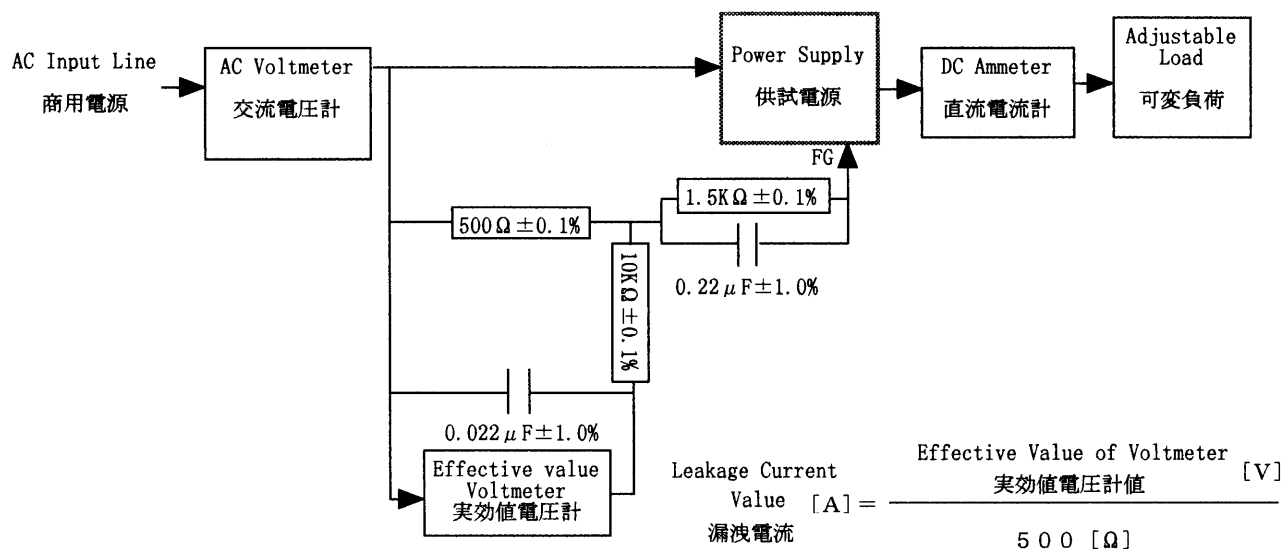 AC Input Line
商用電源
AC Voltmeter
交流電圧計
Power Supply
供試電源
DC Ammeter
直流電流計
Adjustable
Load
可変負荷
FG
1.5KΩ±0.1%
500Ω±0.1%
0.22μF±1.0%
10KΩ±0.1%
0.022μF±1.0%
Effective value
Voltmeter
実効値電圧計
Leakage Current
Value [A]=
漏洩電流
Effective Value of Voltmeter
実効値電圧計値 [V]
500 [Ω]